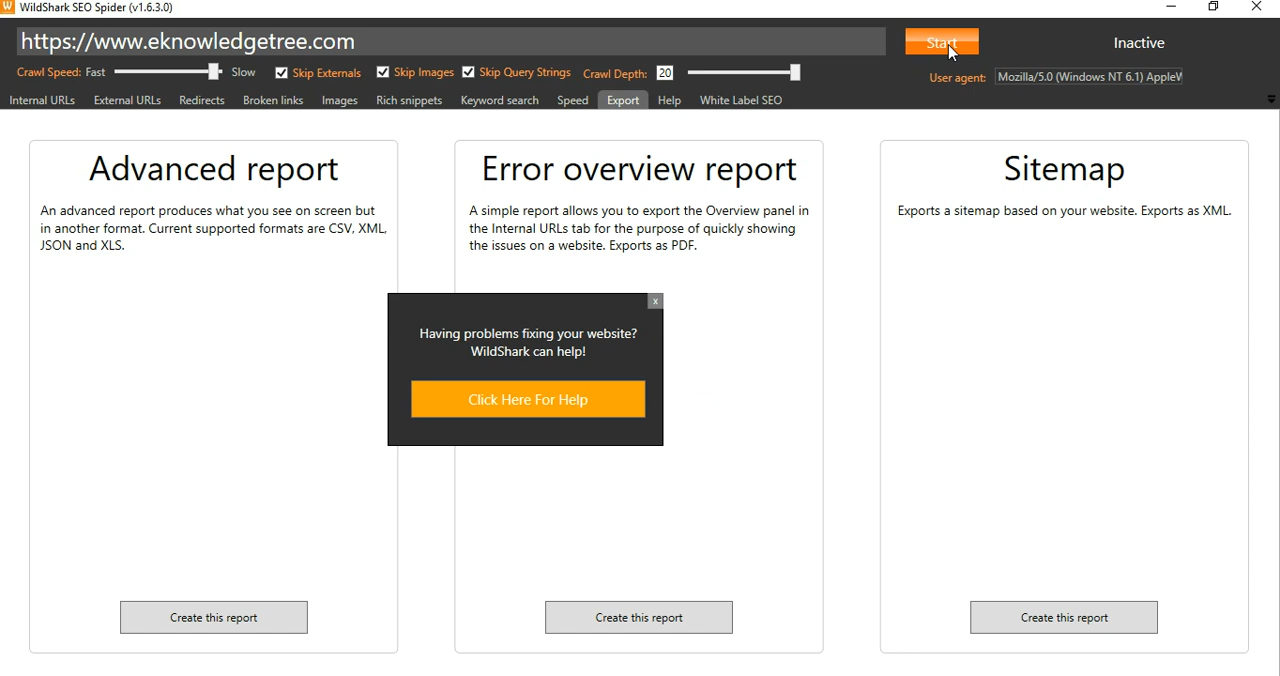 W WildShark SEO Spider (v1.6.3.0)
https://www.eknowledgetree.com
Start
Inactive
Crawl Speed: Fast Slow Skip Externals Skip Images Skip Query Strings Crawl Depth: 20
User agent: Mozilla/5.0 (Windows NT 6.1)
Internal URLs External URLs Redirects Broken links Images Rich snippets Keyword search Speed Export Help White Label SEO
Advanced report
An advanced report produces what you see on screen but
in another format. Current supported formats are CSV, XML,
JSON and XLS.
Create this report
Error overview report
A simple report allows you to export the Overview panel in
the Internal URLs tab for the purpose of quickly showing
the issues on a website. Exports as PDF.
Create this report
Sitemap
Exports a sitemap based on your website. Exports as XML.
Create this report
x
Having problems fixing your website?
WildShark can help!
Click Here For Help